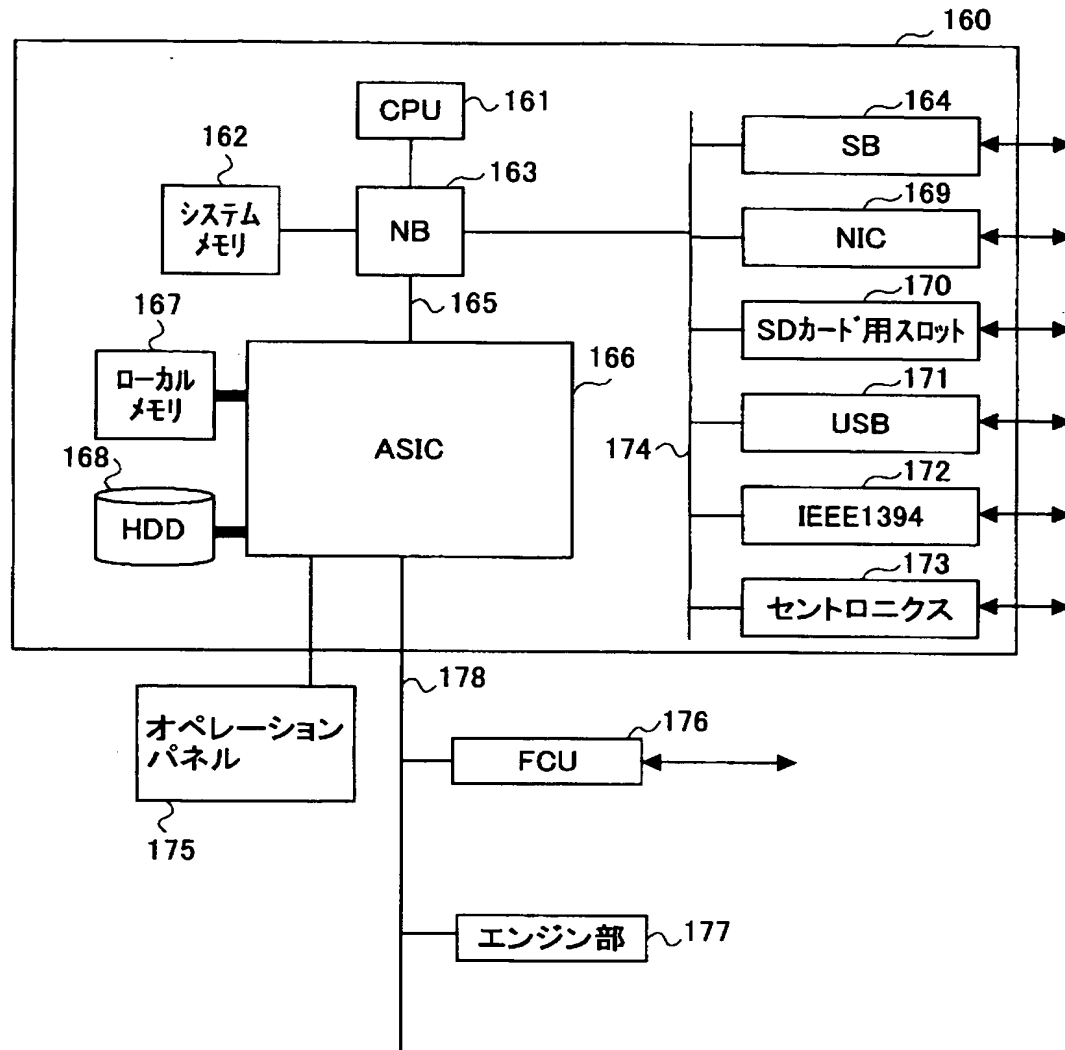 160
CPU
161
164
SB
162
163
システム
メモリ
NB
169
NIC
165
170
SDカード用スロット
167
ローカル
メモリ
166
ASIC
171
USB
174
168
HDD
172
IEEE1394
173
セントロニクス
178
オペレーション
パネル
175
176
FCU
エンジン部
177